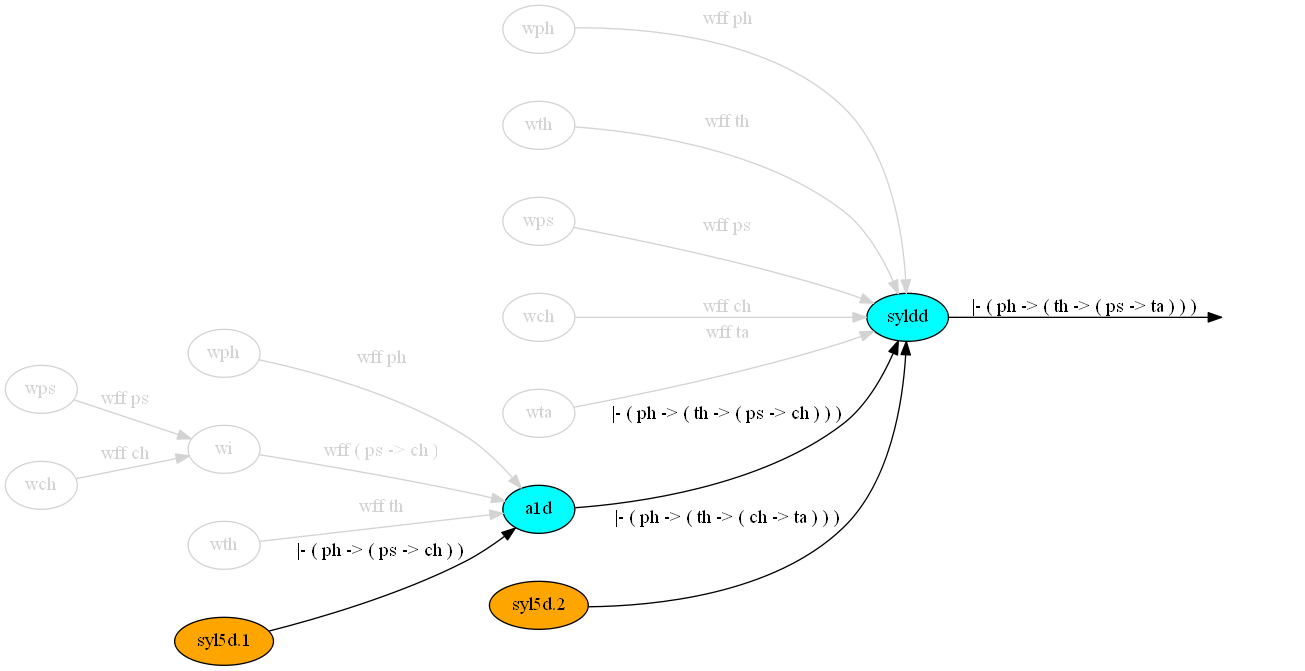 wph
wff ph
wth
wff th
wps
wff ps
wch
wff ch
wff ta
wta
syldd
|- ( ph -> ( th -> ( ps -> ta ) ) )
wph
wff ph
wps
wff ps
wch
wff ch
wi
wff ( ps -> ch )
wth
wff th
|- ( ph -> ( ps -> ch ) )
a1d
|- ( ph -> ( th -> ( ps -> ch ) ) )
|- ( ph -> ( th -> ( ch -> ta ) ) )
syl5d.2
syl5d.1